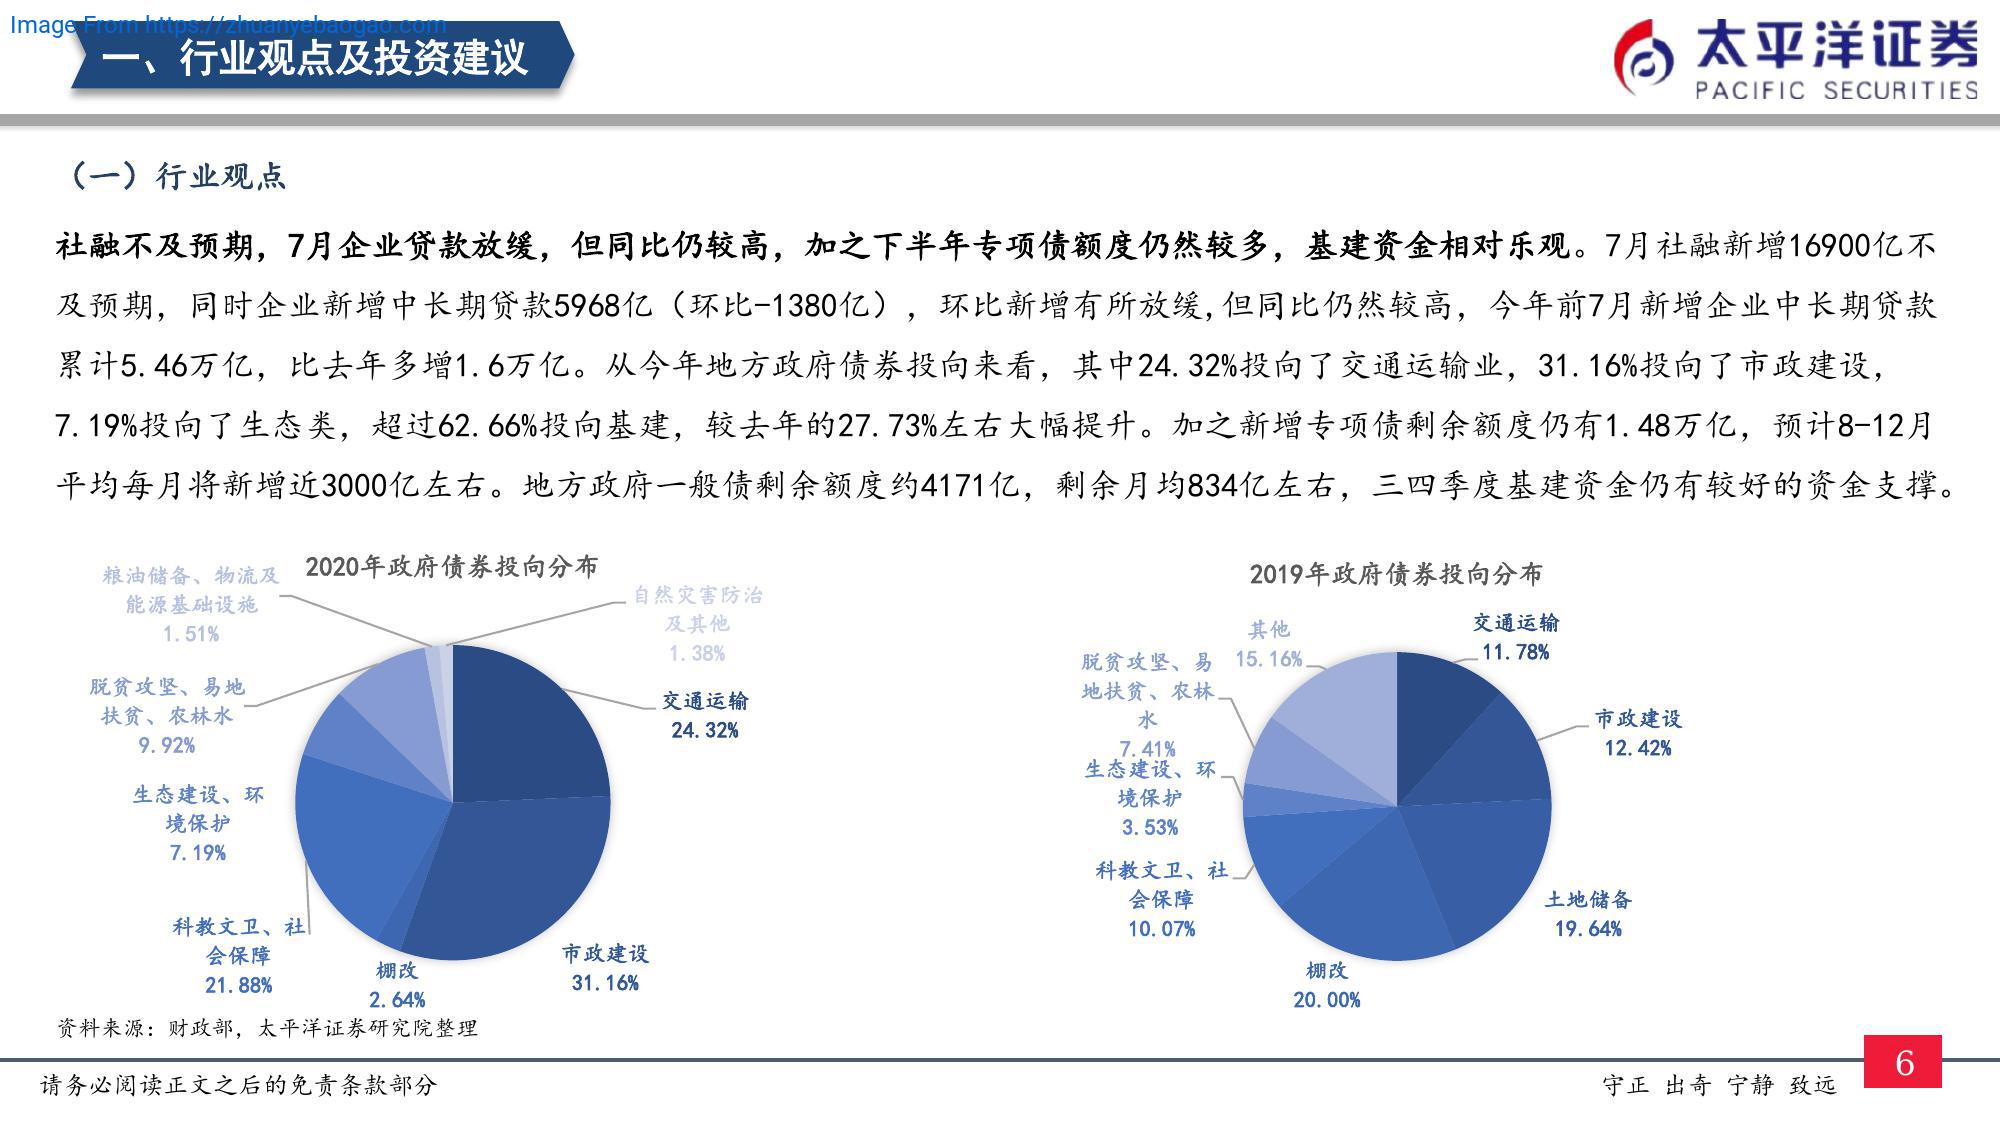 Image From https://zhuanyebaogao.com
一、行业观点及投资建议
太平洋证券
PACIFIC SECURITIES
（一）行业观点
社融不及预期，7月企业贷款放缓，但同比仍较高，加之下半年专项债额度仍然较多，基建资金相对乐观。7月社融新增16900亿不
及预期，同时企业新增中长期贷款5968亿（环比-1380亿），环比新增有所放缓,但同比仍然较高，今年前7月新增企业中长期贷款
累计5.46万亿，比去年多增1.6万亿。从今年地方政府债券投向来看，其中24.32%投向了交通运输业，31.16%投向了市政建设，
7.19%投向了生态类，超过62.66%投向基建，较去年的27.73%左右大幅提升。加之新增专项债剩余额度仍有1.48万亿，预计8-12月
平均每月将新增近3000亿左右。地方政府一般债剩余额度约4171亿，剩余月均834亿左右，三四季度基建资金仍有较好的资金支撑。
2020年政府债券投向分布
粮油储备、物流及
能源基础设施
1.51%
自然灾害防治
及其他
1.38%
脱贫攻坚、易地
扶贫、农林水
9.92%
交通运输
24.32%
生态建设、环
境保护
7.19%
科教文卫、社
会保障
21.88%
棚改
2.64%
市政建设
31.16%
2019年政府债券投向分布
其他
15.16%
交通运输
11.78%
脱贫攻坚、易
地扶贫、农林
水
7.41%
市政建设
12.42%
生态建设、环
境保护
3.53%
科教文卫、社
会保障
10.07%
土地储备
19.64%
棚改
20.00%
资料来源：财政部，太平洋证券研究院整理
请务必阅读正文之后的免责条款部分
守正 出奇 宁静 致远
6